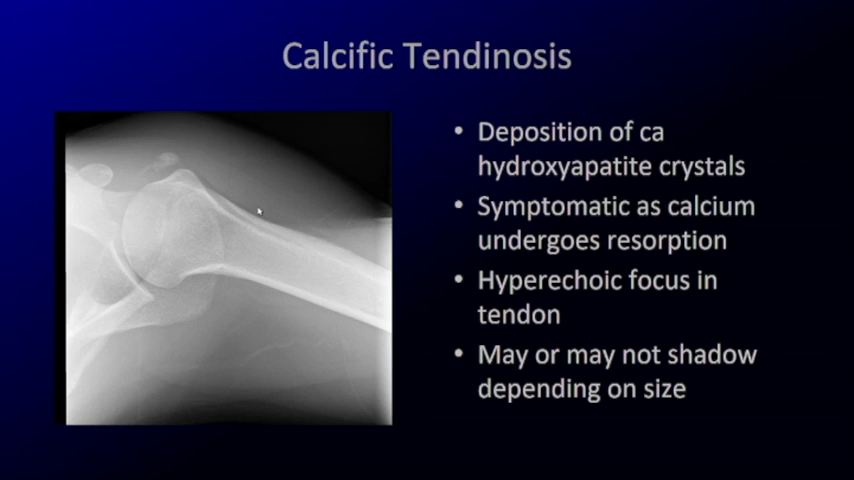 Calcific Tendinosis
• Deposition of ca
hydroxyapatite crystals
• Symptomatic as calcium
undergoes resorption
• Hyperechoic focus in
tendon
• May or may not shadow
depending on size